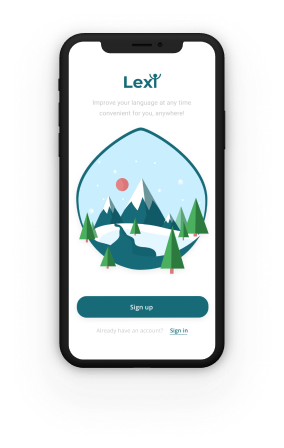 Lexi
Improve your language at any time
convenient for you, anywhere!
Sign up
Already have an account? Sign in